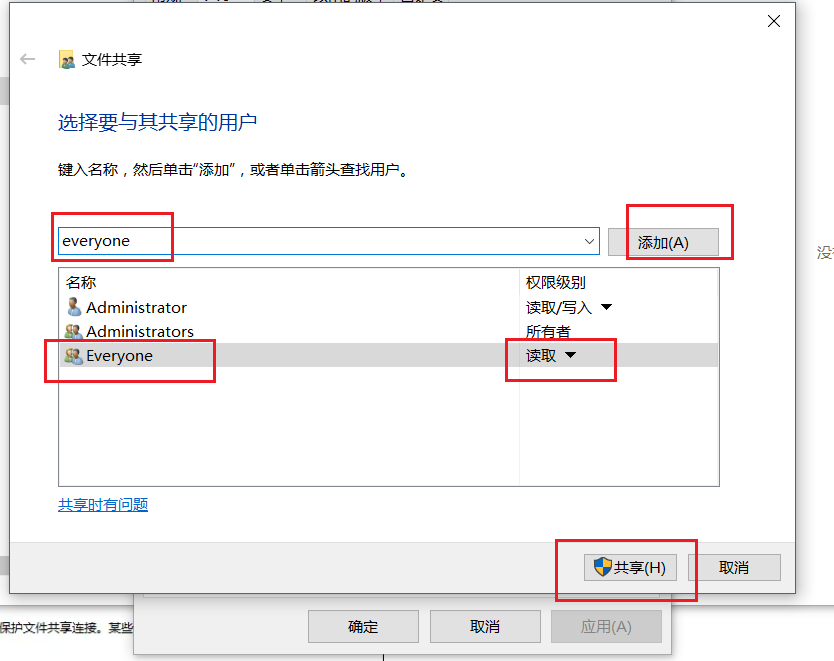 文件共享
选择要与其共享的用户
键入名称，然后单击“添加”，或者单击箭头查找用户。
everyone
添加(A)
名称 权限级别
Administrator 读取/写入
Administrators 所有者
Everyone 读取
共享时有问题
共享(H) 取消
保护文件共享连接。某些
确定 取消 应用(A)